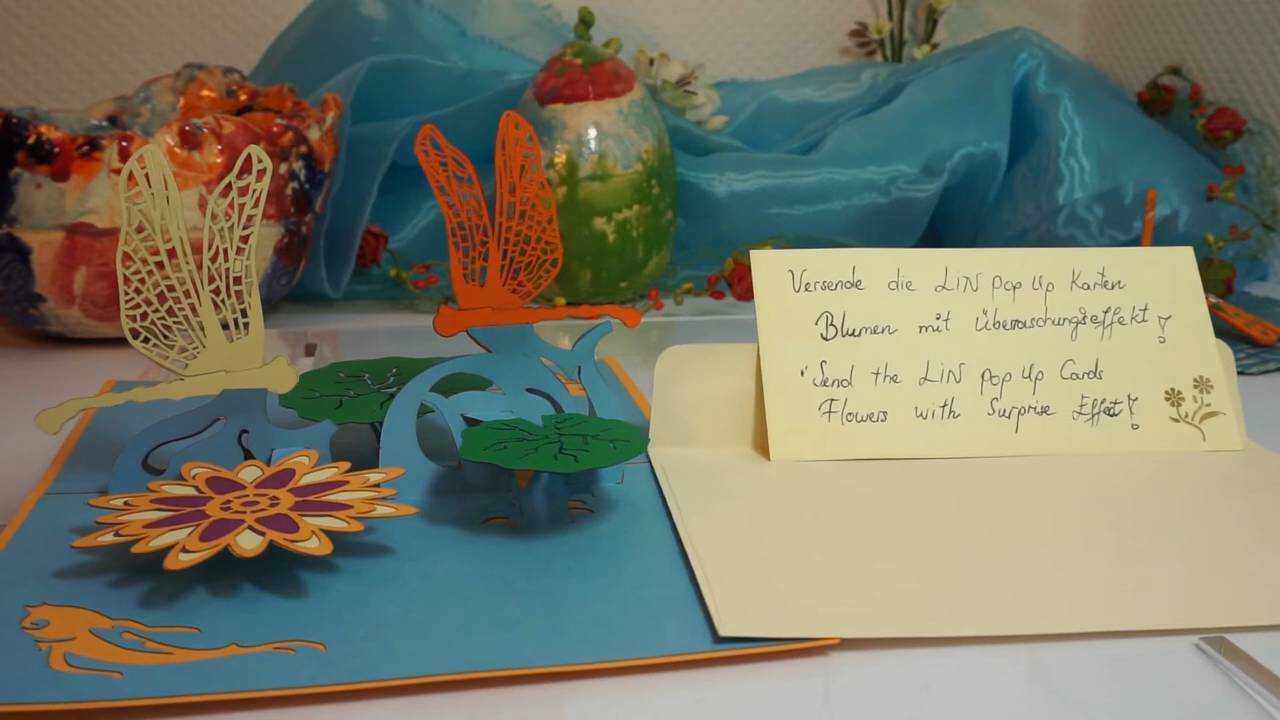 Versende die LiN Pop Up Karten
Blumen mit Überraschungseffekt!
"Send the LiN Pop Up Cards
Flowers with Surprise Effect!